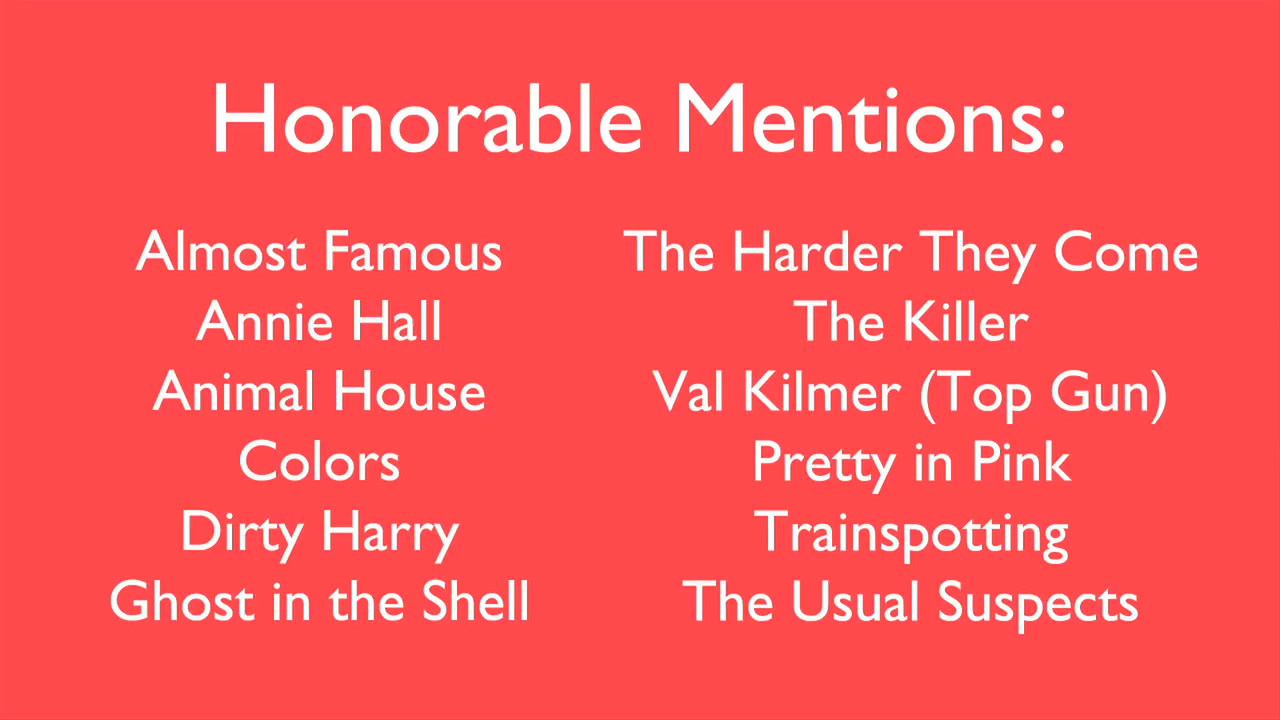 Honorable Mentions:
Almost Famous
Annie Hall
Animal House
Colors
Dirty Harry
Ghost in the Shell
The Harder They Come
The Killer
Val Kilmer (Top Gun)
Pretty in Pink
Trainspotting
The Usual Suspects